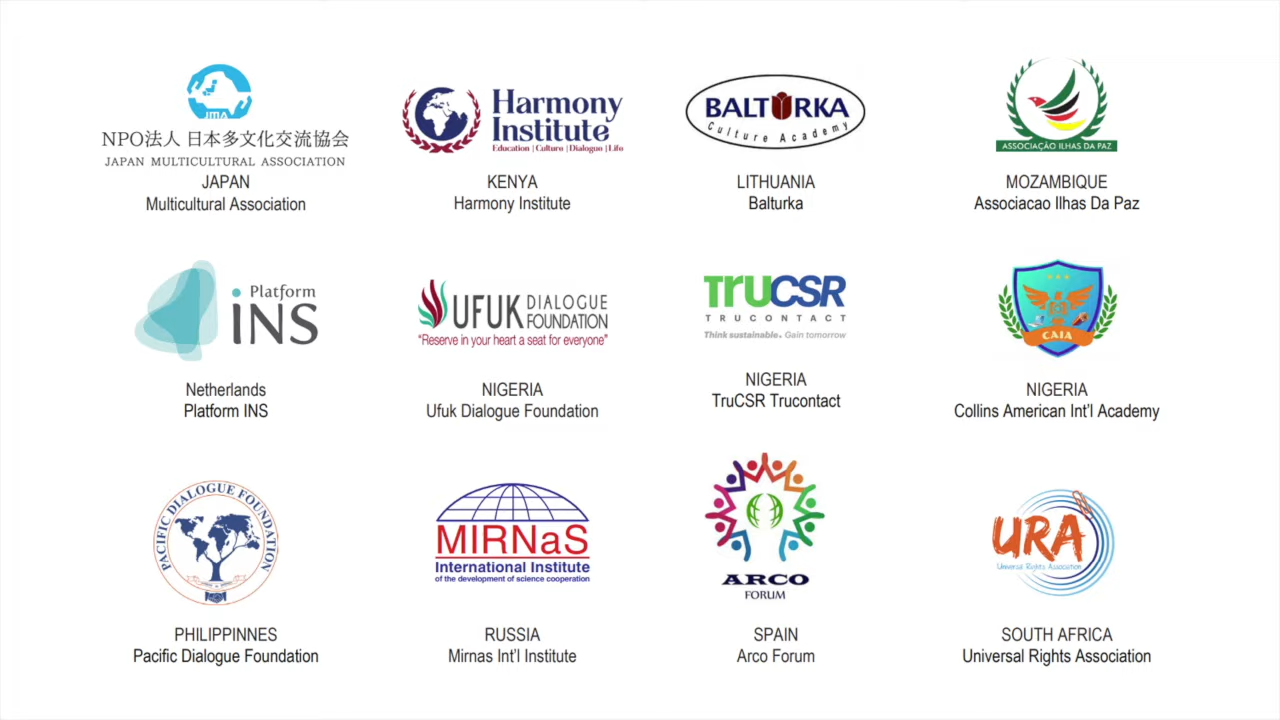 JMA
NPO法人 日本多文化交流協会
JAPAN MULTICULTURAL ASSOCIATION
JAPAN
Multicultural Association
Harmony
Institute
Education | Culture | Dialogue | Life
KENYA
Harmony Institute
BALTURKA
Culture Academy
LITHUANIA
Balturka
ASSOCIAÇÃO ILHAS DA PAZ
MOZAMBIQUE
Associacao Ilhas Da Paz
Platform
INS
Netherlands
Platform INS
UFUK DIALOGUE
FOUNDATION
“Reserve in your heart a seat for everyone”
NIGERIA
Ufuk Dialogue Foundation
TruCSR
TRUCONTACT
Think sustainable. Gain tomorrow
NIGERIA
TruCSR Trucontact
CAIA
NIGERIA
Collins American Int’l Academy
PACIFIC DIALOGUE FOUNDATION
PHILIPPINNES
Pacific Dialogue Foundation
MIRNaS
International Institute
of the development of science cooperation
RUSSIA
Mirnas Int’l Institute
ARCO
FORUM
SPAIN
Arco Forum
URA
Universal Rights Association
SOUTH AFRICA
Universal Rights Association